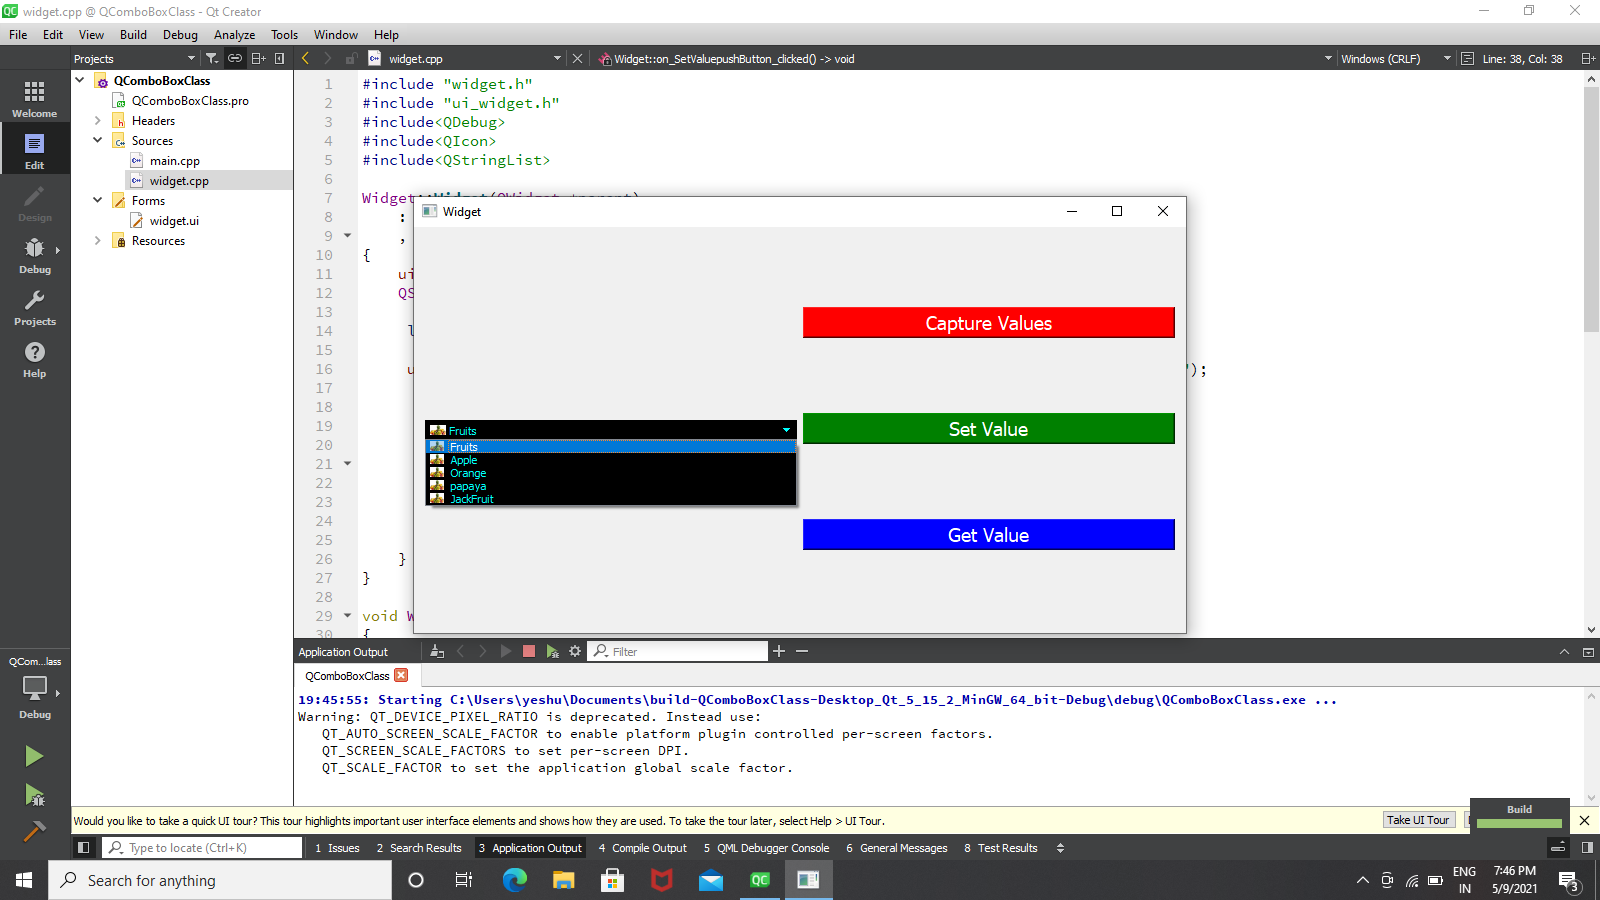 widget.cpp @ QComboBoxClass - Qt Creator
File Edit View Build Debug Analyze Tools Window Help
Projects
widget.cpp
Widget::on_SetValuepushButton_clicked() -> void
Windows (CRLF)
Line: 38, Col: 38
Welcome
Edit
Design
Debug
Projects
Help
QCom...lass
Debug
QComboBoxClass
QComboBoxClass.pro
Headers
Sources
main.cpp
widget.cpp
Forms
widget.ui
Resources
1 #include "widget.h"
2 #include "ui_widget.h"
3 #include<QDebug>
4 #include<QIcon>
5 #include<QStringList>
6
7 Widget::Widget(QWidget *parent)
8 :
9 ,
10 {
11 ui
12 QS
13
14 l
15
16 u ");
17
18
19
20
21
22
23
24
25
26 }
27 }
28
29 void W
30 {
Widget
Capture Values
Set Value
Get Value
Fruits
Fruits
Apple
Orange
papaya
JackFruit
Application Output
Filter
QComboBoxClass
19:45:55: Starting C:\Users\yeshu\Documents\build-QComboBoxClass-Desktop_Qt_5_15_2_MinGW_64_bit-Debug\debug\QComboBoxClass.exe ...
Warning: QT_DEVICE_PIXEL_RATIO is deprecated. Instead use:
QT_AUTO_SCREEN_SCALE_FACTOR to enable platform plugin controlled per-screen factors.
QT_SCREEN_SCALE_FACTORS to set per-screen DPI.
QT_SCALE_FACTOR to set the application global scale factor.
Would you like to take a quick UI tour? This tour highlights important user interface elements and shows how they are used. To take the tour later, select Help > UI Tour.
Take UI Tour
Build
Type to locate (Ctrl+K)
1 Issues 2 Search Results 3 Application Output 4 Compile Output 5 QML Debugger Console 6 General Messages 8 Test Results
Search for anything
QC
ENG
IN
7:46 PM
5/9/2021
3